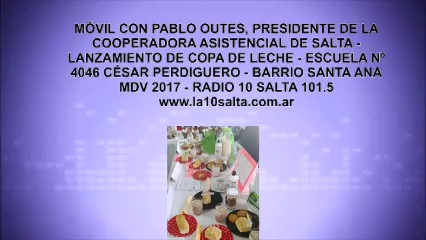 MÓVIL CON PABLO OUTES, PRESIDENTE DE LA
COOPERADORA ASISTENCIAL DE SALTA -
LANZAMIENTO DE COPA DE LECHE - ESCUELA N°
4046 CÉSAR PERDIGUERO - BARRIO SANTA ANA
MDV 2017 - RADIO 10 SALTA 101.5
www.la10salta.com.ar